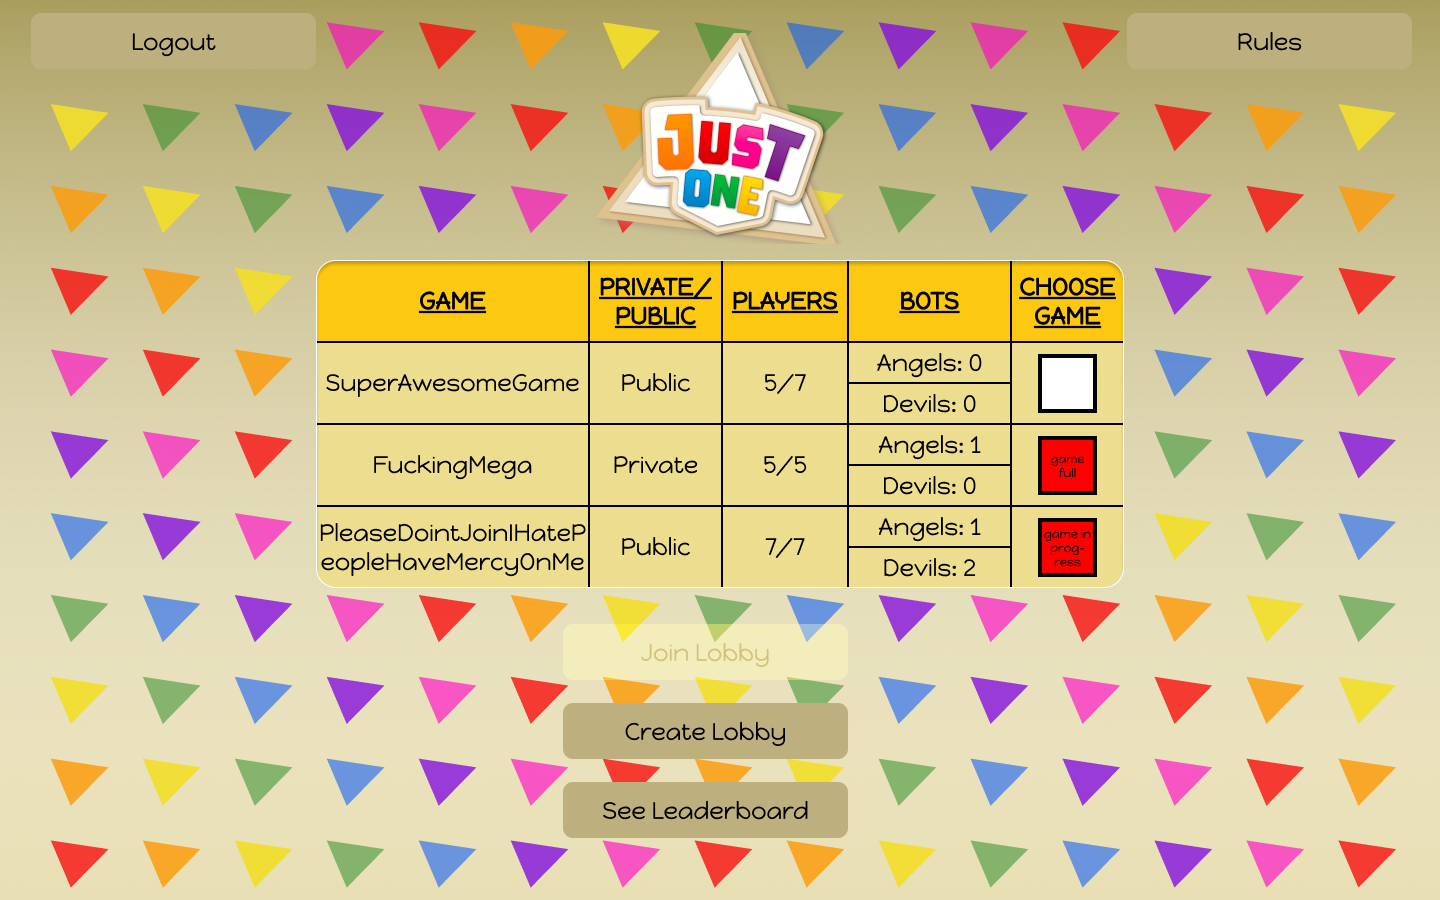 Logout
Rules
JUST
ONE
GAME
PRIVATE/
PUBLIC
PLAYERS
BOTS
CHOOSE
GAME
SuperAwesomeGame
Public
5/7
Angels: 0
Devils: 0
FuckingMega
Private
5/5
Angels: 1
Devils: 0
game
full
PleaseDointJoinIHateP
eopleHaveMercyOnMe
Public
7/7
Angels: 1
Devils: 2
game in
prog-
ress
Join Lobby
Create Lobby
See Leaderboard